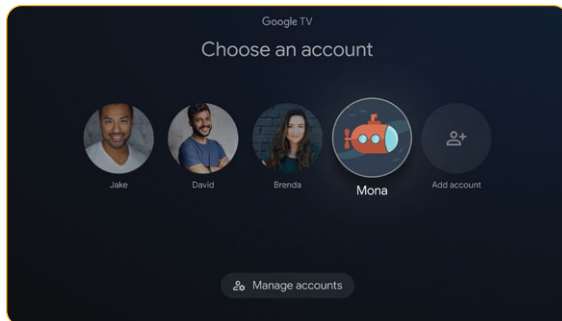 Google TV
Choose an account
Jake
David
Brenda
Mona
Add account
Manage accounts